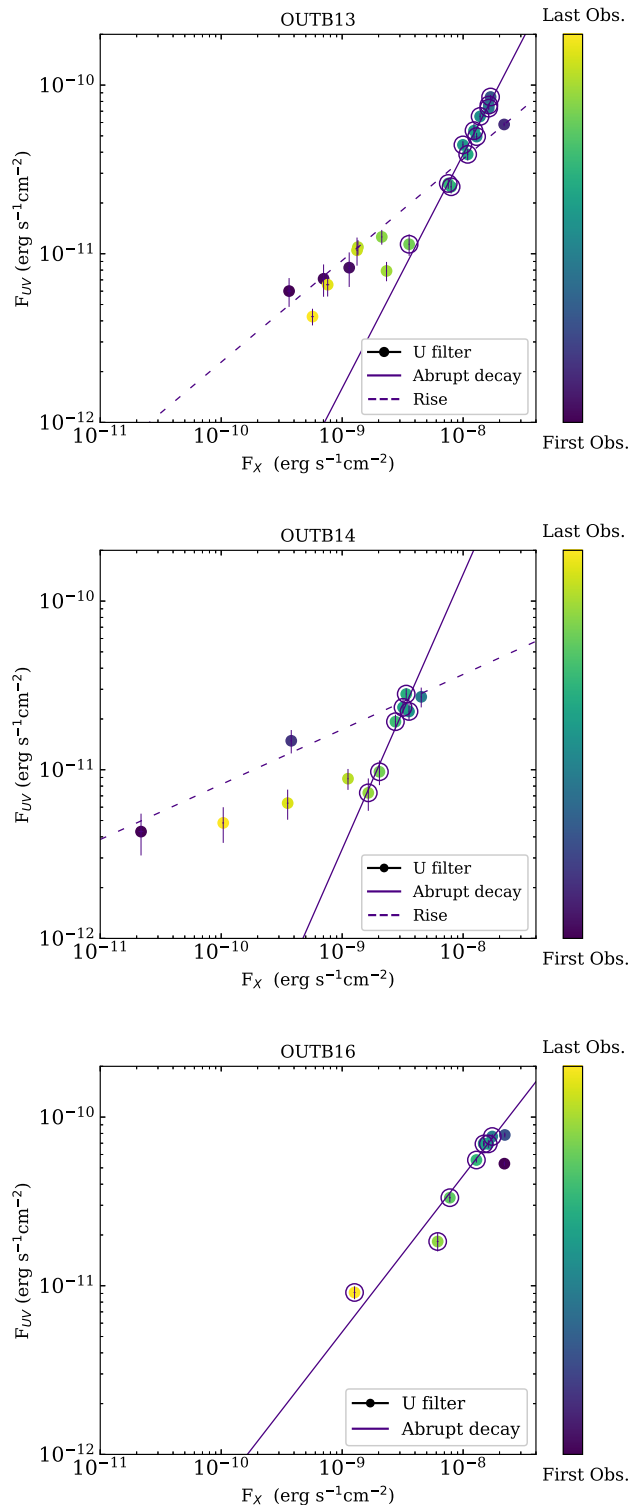 OUTB13
Last Obs.
10⁻¹⁰
10⁻¹¹
10⁻¹²
F_UV (erg s⁻¹cm⁻²)
U filter
Abrupt decay
Rise
10⁻¹¹ 10⁻¹⁰ 10⁻⁹ 10⁻⁸
First Obs.
F_X (erg s⁻¹cm⁻²)
OUTB14
Last Obs.
10⁻¹⁰
10⁻¹¹
10⁻¹²
F_UV (erg s⁻¹cm⁻²)
U filter
Abrupt decay
Rise
10⁻¹¹ 10⁻¹⁰ 10⁻⁹ 10⁻⁸
First Obs.
F_X (erg s⁻¹cm⁻²)
OUTB16
Last Obs.
10⁻¹⁰
10⁻¹¹
10⁻¹²
F_UV (erg s⁻¹cm⁻²)
U filter
Abrupt decay
10⁻¹¹ 10⁻¹⁰ 10⁻⁹ 10⁻⁸
First Obs.
F_X (erg s⁻¹cm⁻²)